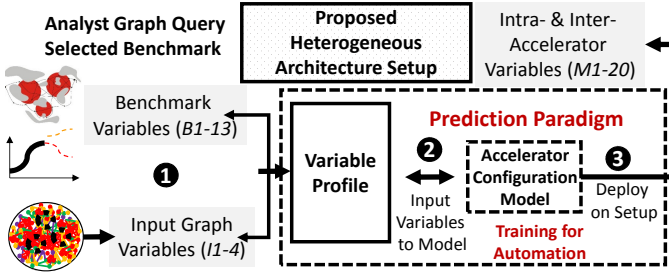 Analyst Graph Query
Selected Benchmark
Proposed
Heterogeneous
Architecture Setup
Intra- & Inter-
Accelerator
Variables (M1-20)
Benchmark
Variables (B1-13)
1
Input Graph
Variables (I1-4)
Prediction Paradigm
Variable
Profile
2
Input
Variables
to Model
Accelerator
Configuration
Model
3
Deploy
on Setup
Training for
Automation